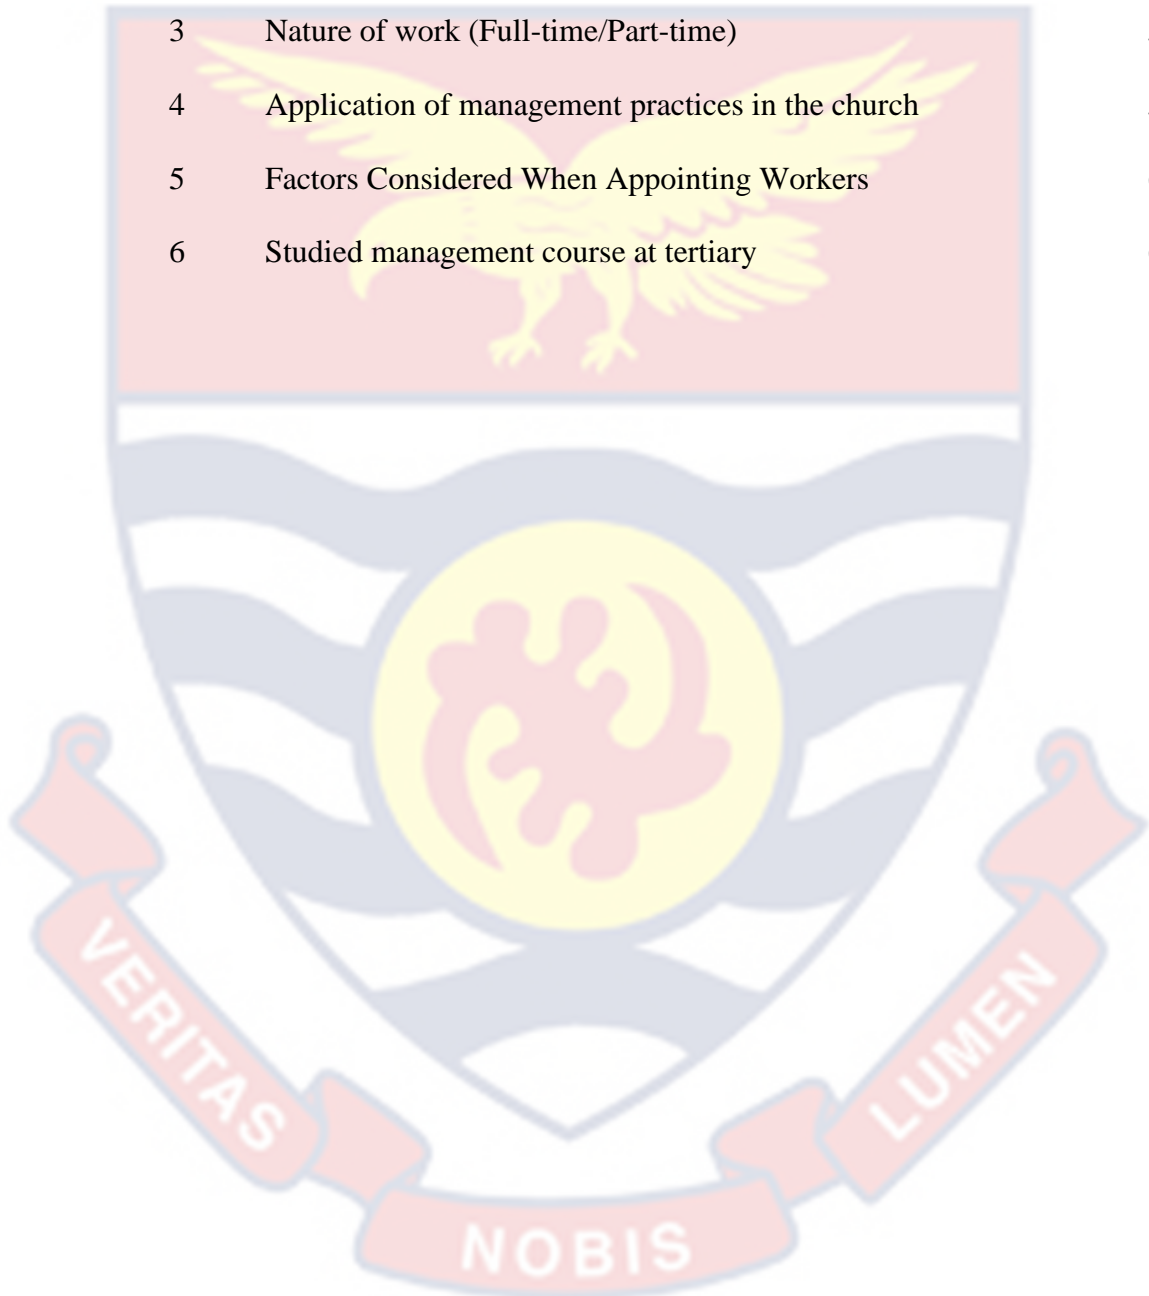 3 Nature of work (Full-time/Part-time)
4 Application of management practices in the church
5 Factors Considered When Appointing Workers
6 Studied management course at tertiary
VERITAS
NOBIS
LUMEN